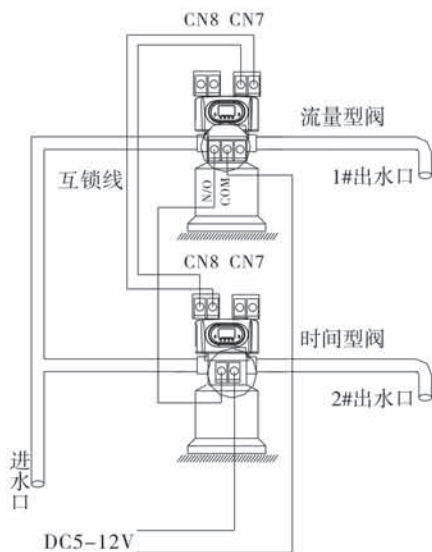 CN8 CN7
流量型阀
1#出水口
互锁线
N/O
COM
CN8 CN7
时间型阀
2#出水口
进水口
DC5-12V